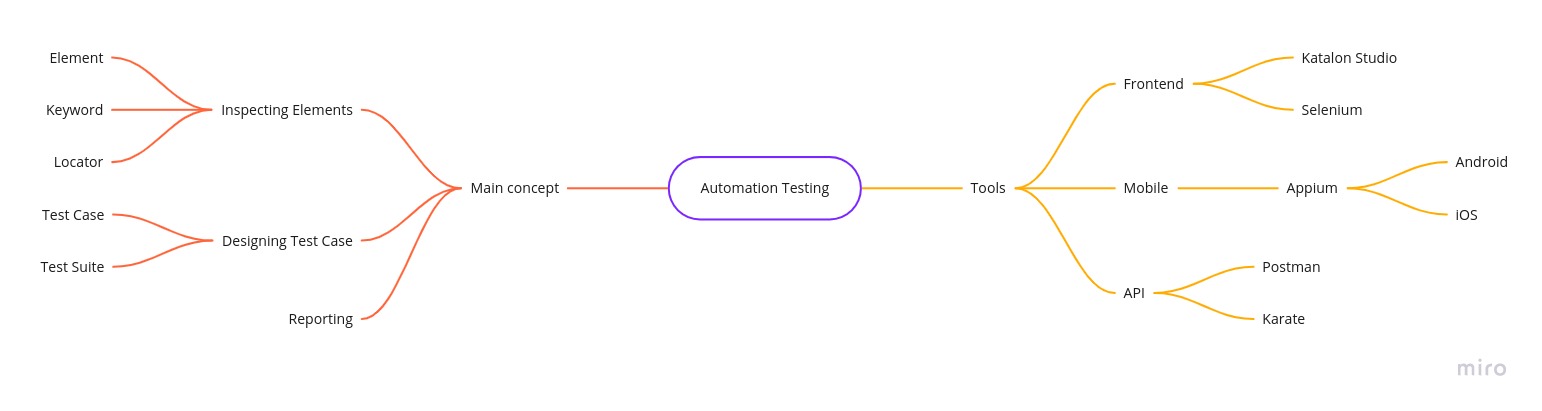 Element
Keyword
Locator
Inspecting Elements
Test Case
Test Suite
Designing Test Case
Reporting
Main concept
Automation Testing
Tools
Frontend
Katalon Studio
Selenium
Mobile
Appium
Android
iOS
API
Postman
Karate
miro